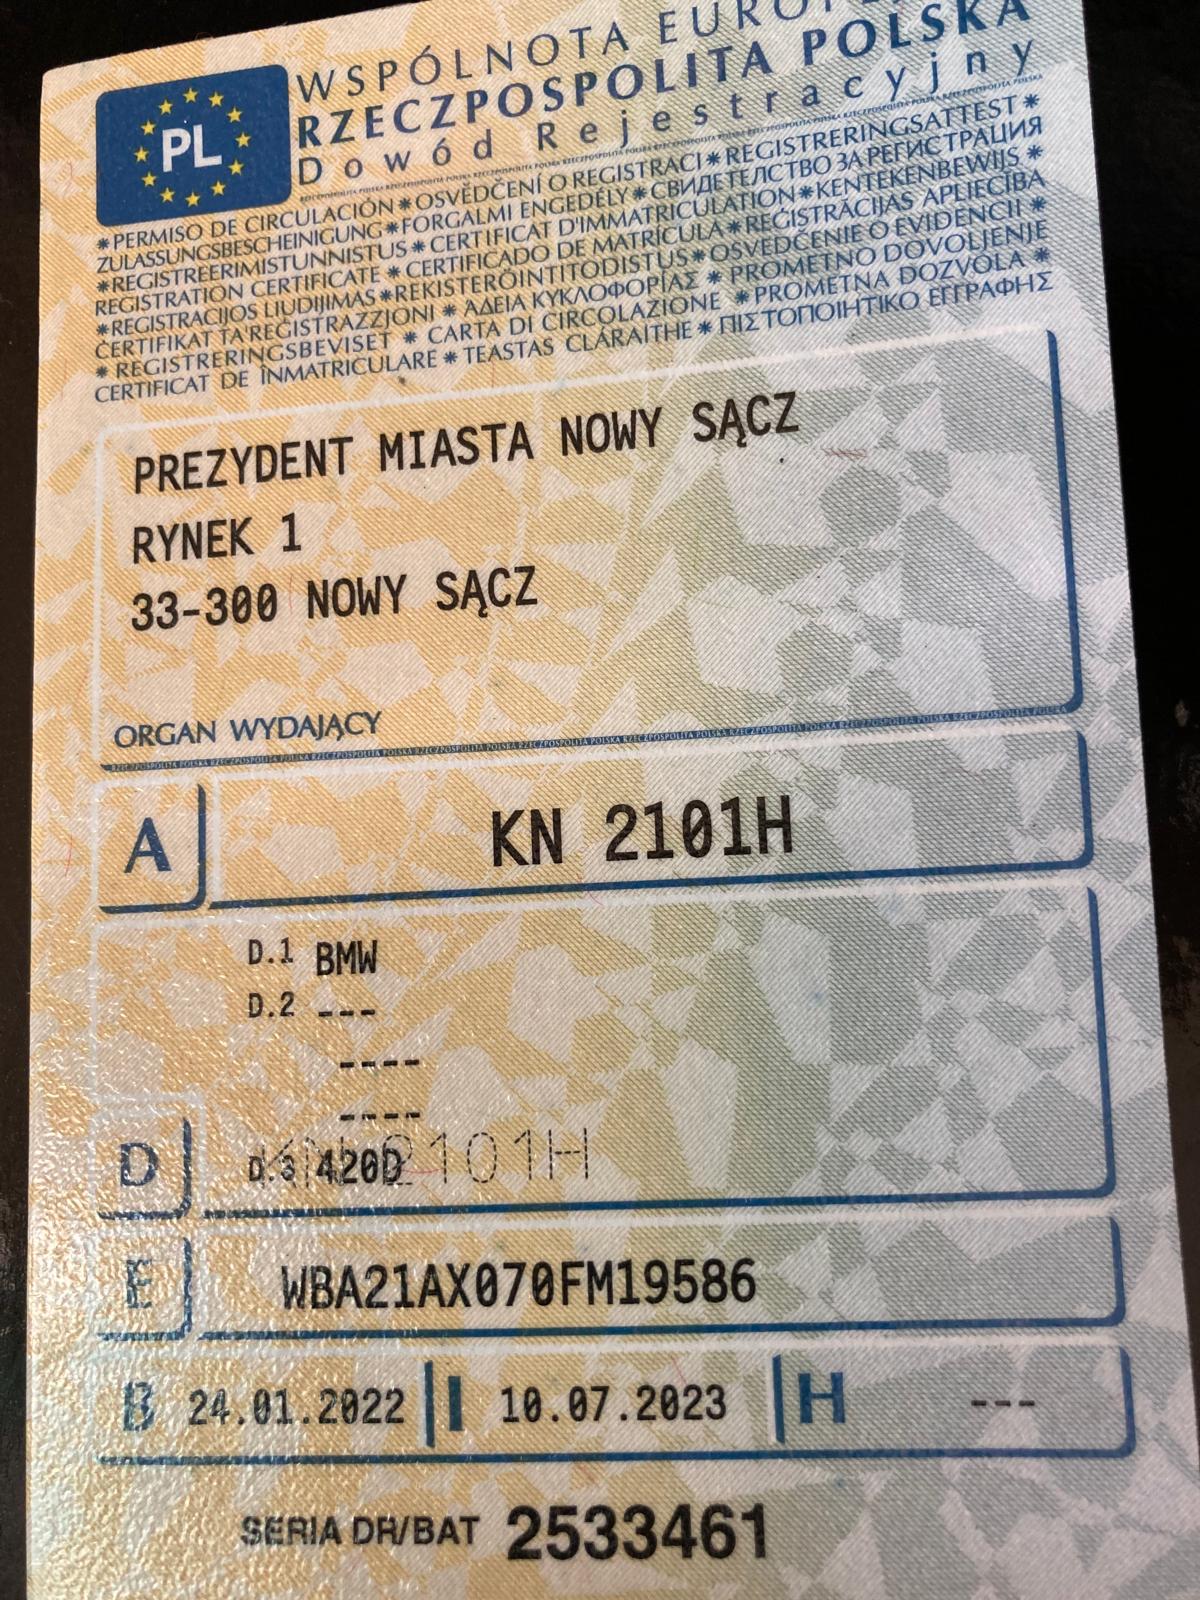 PL
WSPÓLNOTA
RZECZPOSPOLITA POLSKA
Dowód Rejestracyjny
*PERMISO DE CIRCULACIÓN*OSVĚDČENÍ O REGISTRACI*REGISTRERINGSATTEST*
ZULASSUNGSBESCHEINIGUNG*FORGALMI ENGEDÉLY*СВИДЕТЕЛСТВО ЗА РЕГИСТРАЦИЯ
*REGISTREERIMISTUNNISTUS*CERTIFICAT D'IMMATRICULATION*KENTEKENBEWIJS*
REGISTRATION CERTIFICATE*CERTIFICADO DE MATRÍCULA*REĢISTRĀCIJAS APLIECĪBA
*REGISTRACIJOS LIUDIJIMAS*REKISTERÖINTITODISTUS*OSVEDČENIE O EVIDENCII*
ĊERTIFIKAT TA'REĠISTRAZZJONI*ΑΔΕΙΑ ΚΥΚΛΟΦΟΡΙΑΣ*PROMETNO DOVOLJENJE
*REGISTRERINGSBEVISET*CARTA DI CIRCOLAZIONE*PROMETNA DOZVOLA*
CERTIFICAT DE ÎNMATRICULARE*TEASTAS CLÁRAITHE*ΠΙΣΤΟΠΟΙΗΤΙΚΟ ΕΓΓΡΑΦΗΣ
PREZYDENT MIASTA NOWY SĄCZ
RYNEK 1
33-300 NOWY SĄCZ
ORGAN WYDAJĄCY
A KN 2101H
D.1 BMW
D.2 ---
----
----
D D.3 420D
KN 2101H
E WBA21AX070FM19586
B 24.01.2022 I 10.07.2023 H ---
SERIA DR/BAT 2533461